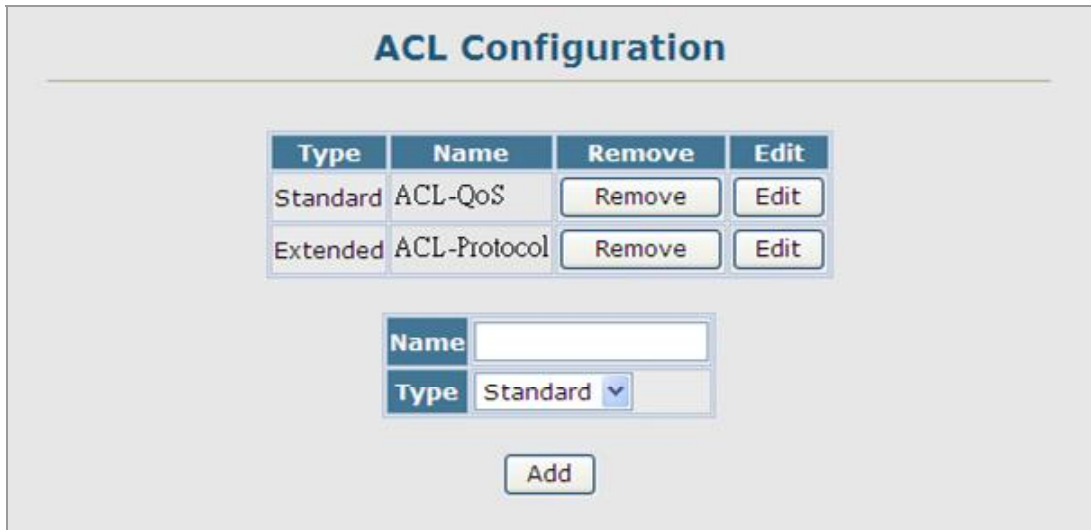 ACL Configuration
Type Name Remove Edit
Standard ACL-QoS Remove Edit
Extended ACL-Protocol Remove Edit
Name
Type Standard
Add